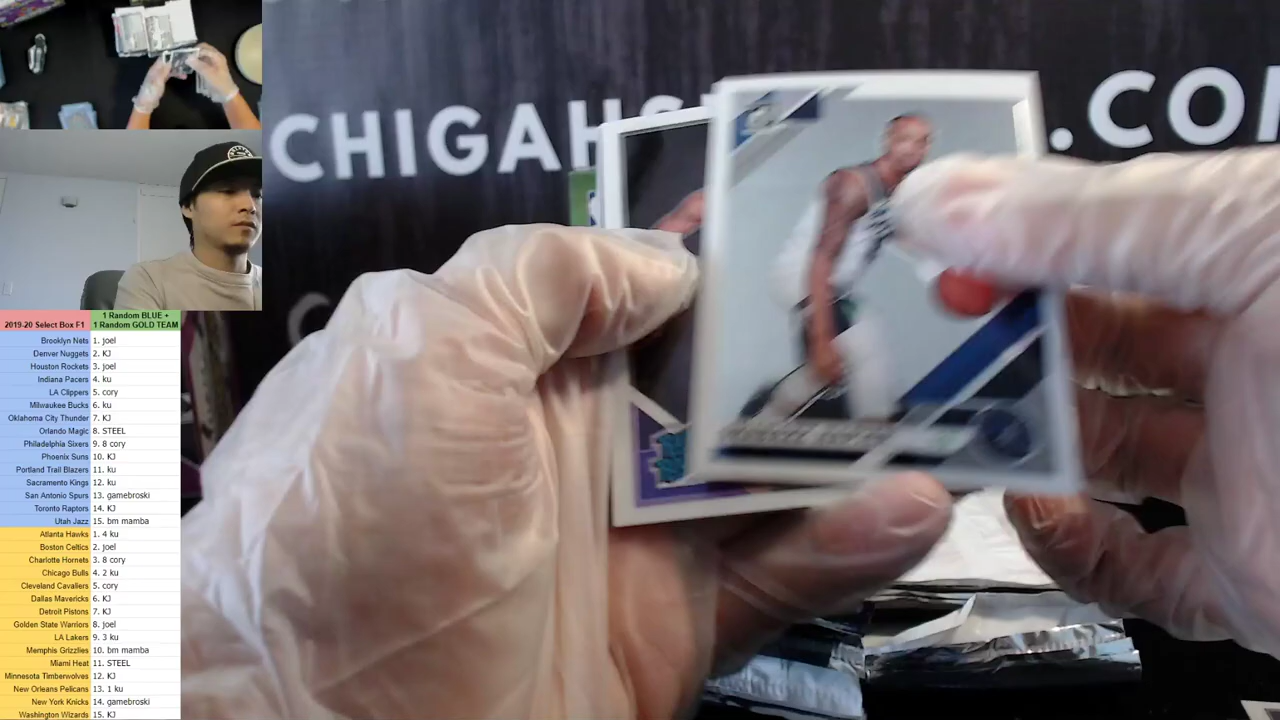 CHIGAHS
.CO
2019-20 Select Box F1
1 Random BLUE +
1 Random GOLD TEAM
Brooklyn Nets 1. joel
Denver Nuggets 2. KJ
Houston Rockets 3. joel
Indiana Pacers 4. ku
LA Clippers 5. cory
Milwaukee Bucks 6. ku
Oklahoma City Thunder 7. KJ
Orlando Magic 8. STEEL
Philadelphia Sixers 9. 8 cory
Phoenix Suns 10. KJ
Portland Trail Blazers 11. ku
Sacramento Kings 12. ku
San Antonio Spurs 13. gamebroski
Toronto Raptors 14. KJ
Utah Jazz 15. bm mamba
Atlanta Hawks 1. 4 ku
Boston Celtics 2. joel
Charlotte Hornets 3. 8 cory
Chicago Bulls 4. 2 ku
Cleveland Cavaliers 5. cory
Dallas Mavericks 6. KJ
Detroit Pistons 7. KJ
Golden State Warriors 8. joel
LA Lakers 9. 3 ku
Memphis Grizzlies 10. bm mamba
Miami Heat 11. STEEL
Minnesota Timberwolves 12. KJ
New Orleans Pelicans 13. 1 ku
New York Knicks 14. gamebroski
Washington Wizards 15. KJ